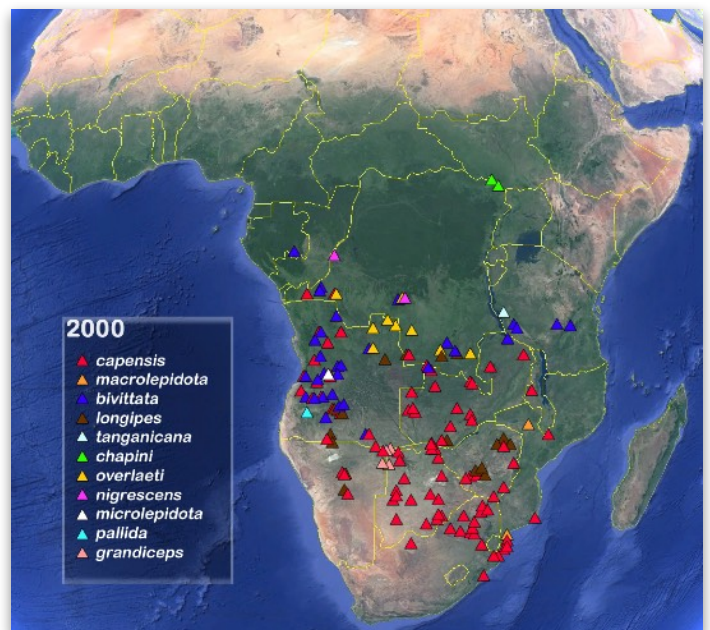 2000
capensis
macrolepidota
bivittata
longipes
tanganicana
chapini
overlaeti
nigrescens
microlepidota
pallida
grandiceps